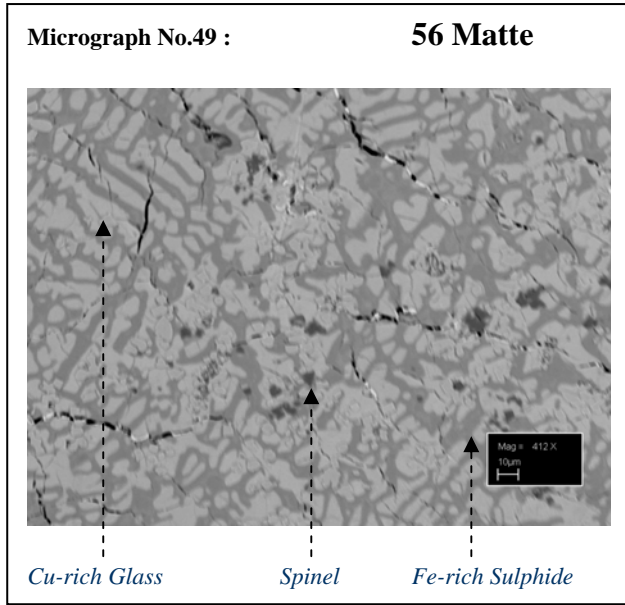 Micrograph No.49 : 56 Matte
Mag = 412 X
10µm
Cu-rich Glass Spinel Fe-rich Sulphide